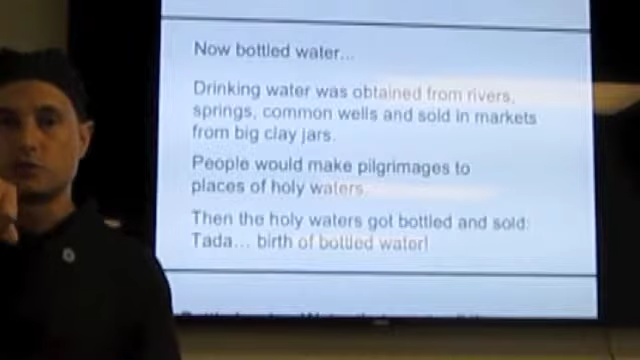 Now bottled water...
Drinking water was obtained from rivers,
springs, common wells and sold in markets
from big clay jars.
People would make pilgrimages to
places of holy waters.
Then the holy waters got bottled and sold:
Tada... birth of bottled water!